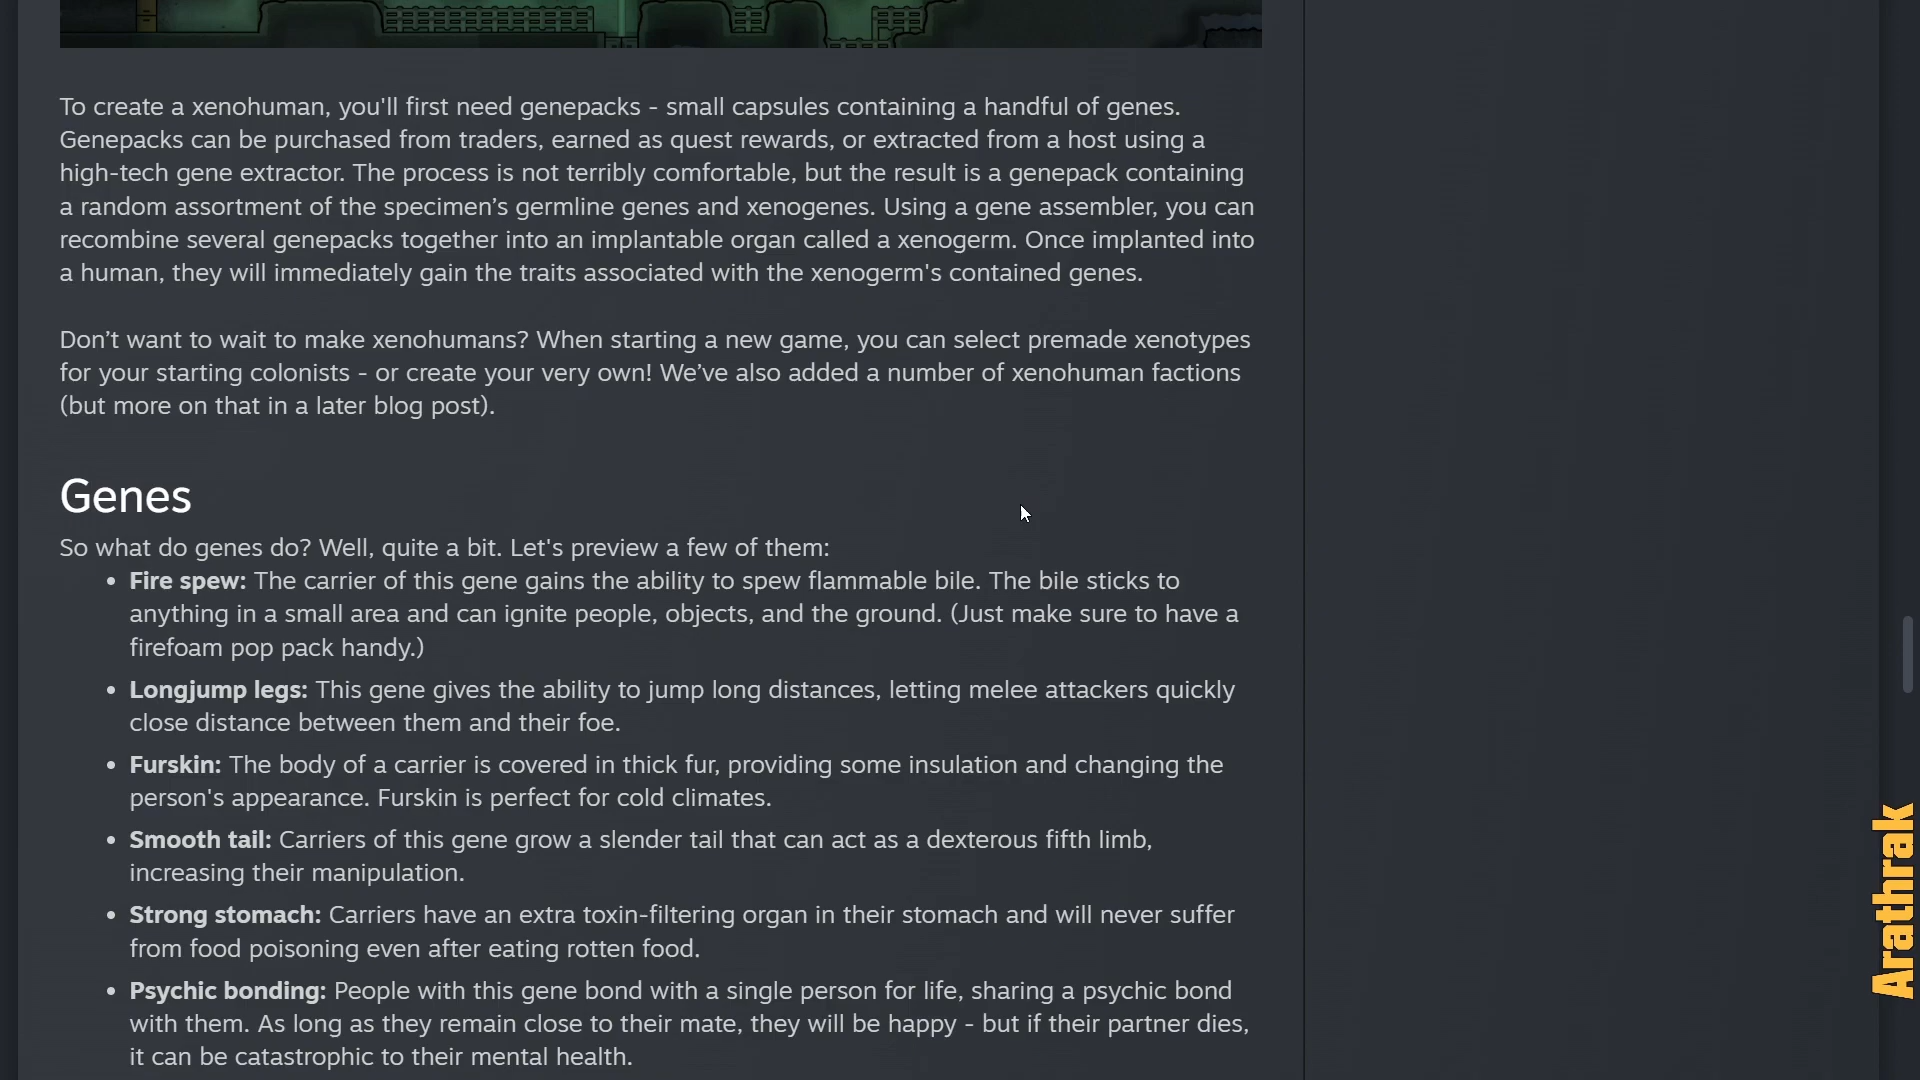 To create a xenohuman, you'll first need genepacks - small capsules containing a handful of genes.
Genepacks can be purchased from traders, earned as quest rewards, or extracted from a host using a
high-tech gene extractor. The process is not terribly comfortable, but the result is a genepack containing
a random assortment of the specimen’s germline genes and xenogenes. Using a gene assembler, you can
recombine several genepacks together into an implantable organ called a xenogerm. Once implanted into
a human, they will immediately gain the traits associated with the xenogerm's contained genes.
Don’t want to wait to make xenohumans? When starting a new game, you can select premade xenotypes
for your starting colonists - or create your very own! We’ve also added a number of xenohuman factions
(but more on that in a later blog post).
Genes
So what do genes do? Well, quite a bit. Let's preview a few of them:
• Fire spew: The carrier of this gene gains the ability to spew flammable bile. The bile sticks to
anything in a small area and can ignite people, objects, and the ground. (Just make sure to have a
firefoam pop pack handy.)
• Longjump legs: This gene gives the ability to jump long distances, letting melee attackers quickly
close distance between them and their foe.
• Furskin: The body of a carrier is covered in thick fur, providing some insulation and changing the
person's appearance. Furskin is perfect for cold climates.
• Smooth tail: Carriers of this gene grow a slender tail that can act as a dexterous fifth limb,
increasing their manipulation.
• Strong stomach: Carriers have an extra toxin-filtering organ in their stomach and will never suffer
from food poisoning even after eating rotten food.
• Psychic bonding: People with this gene bond with a single person for life, sharing a psychic bond
with them. As long as they remain close to their mate, they will be happy - but if their partner dies,
it can be catastrophic to their mental health.
Arathrak